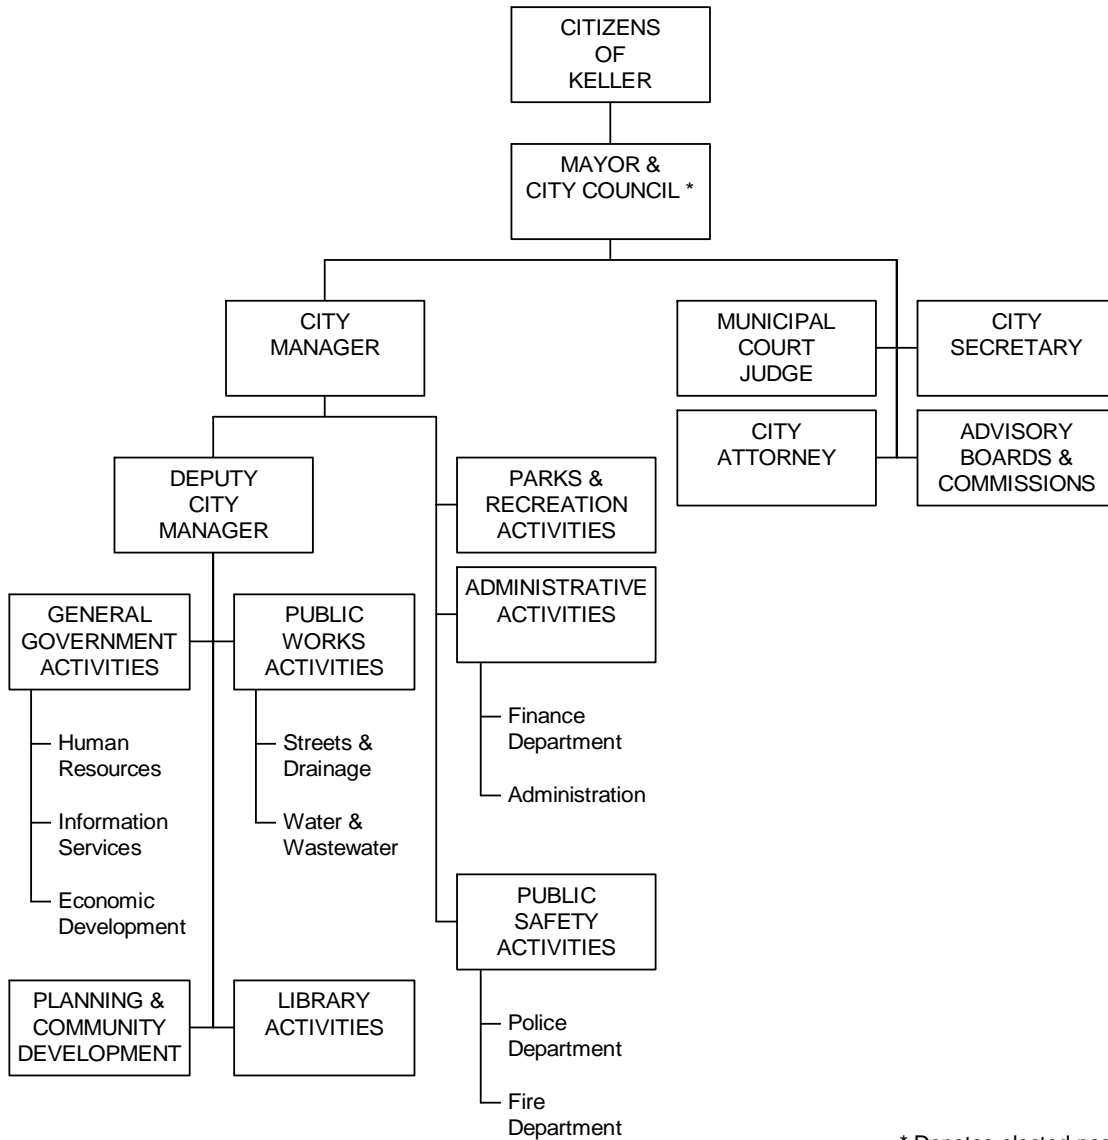 CITIZENS
OF
KELLER
MAYOR &
CITY COUNCIL *
CITY
MANAGER
MUNICIPAL
COURT
JUDGE
CITY
SECRETARY
CITY
ATTORNEY
ADVISORY
BOARDS &
COMMISSIONS
DEPUTY
CITY
MANAGER
PARKS &
RECREATION
ACTIVITIES
GENERAL
GOVERNMENT
ACTIVITIES
PUBLIC
WORKS
ACTIVITIES
ADMINISTRATIVE
ACTIVITIES
Human
Resources
Information
Services
Economic
Development
Streets &
Drainage
Water &
Wastewater
Finance
Department
Administration
PLANNING &
COMMUNITY
DEVELOPMENT
LIBRARY
ACTIVITIES
PUBLIC
SAFETY
ACTIVITIES
Police
Department
Fire
Department
* Denotes elected